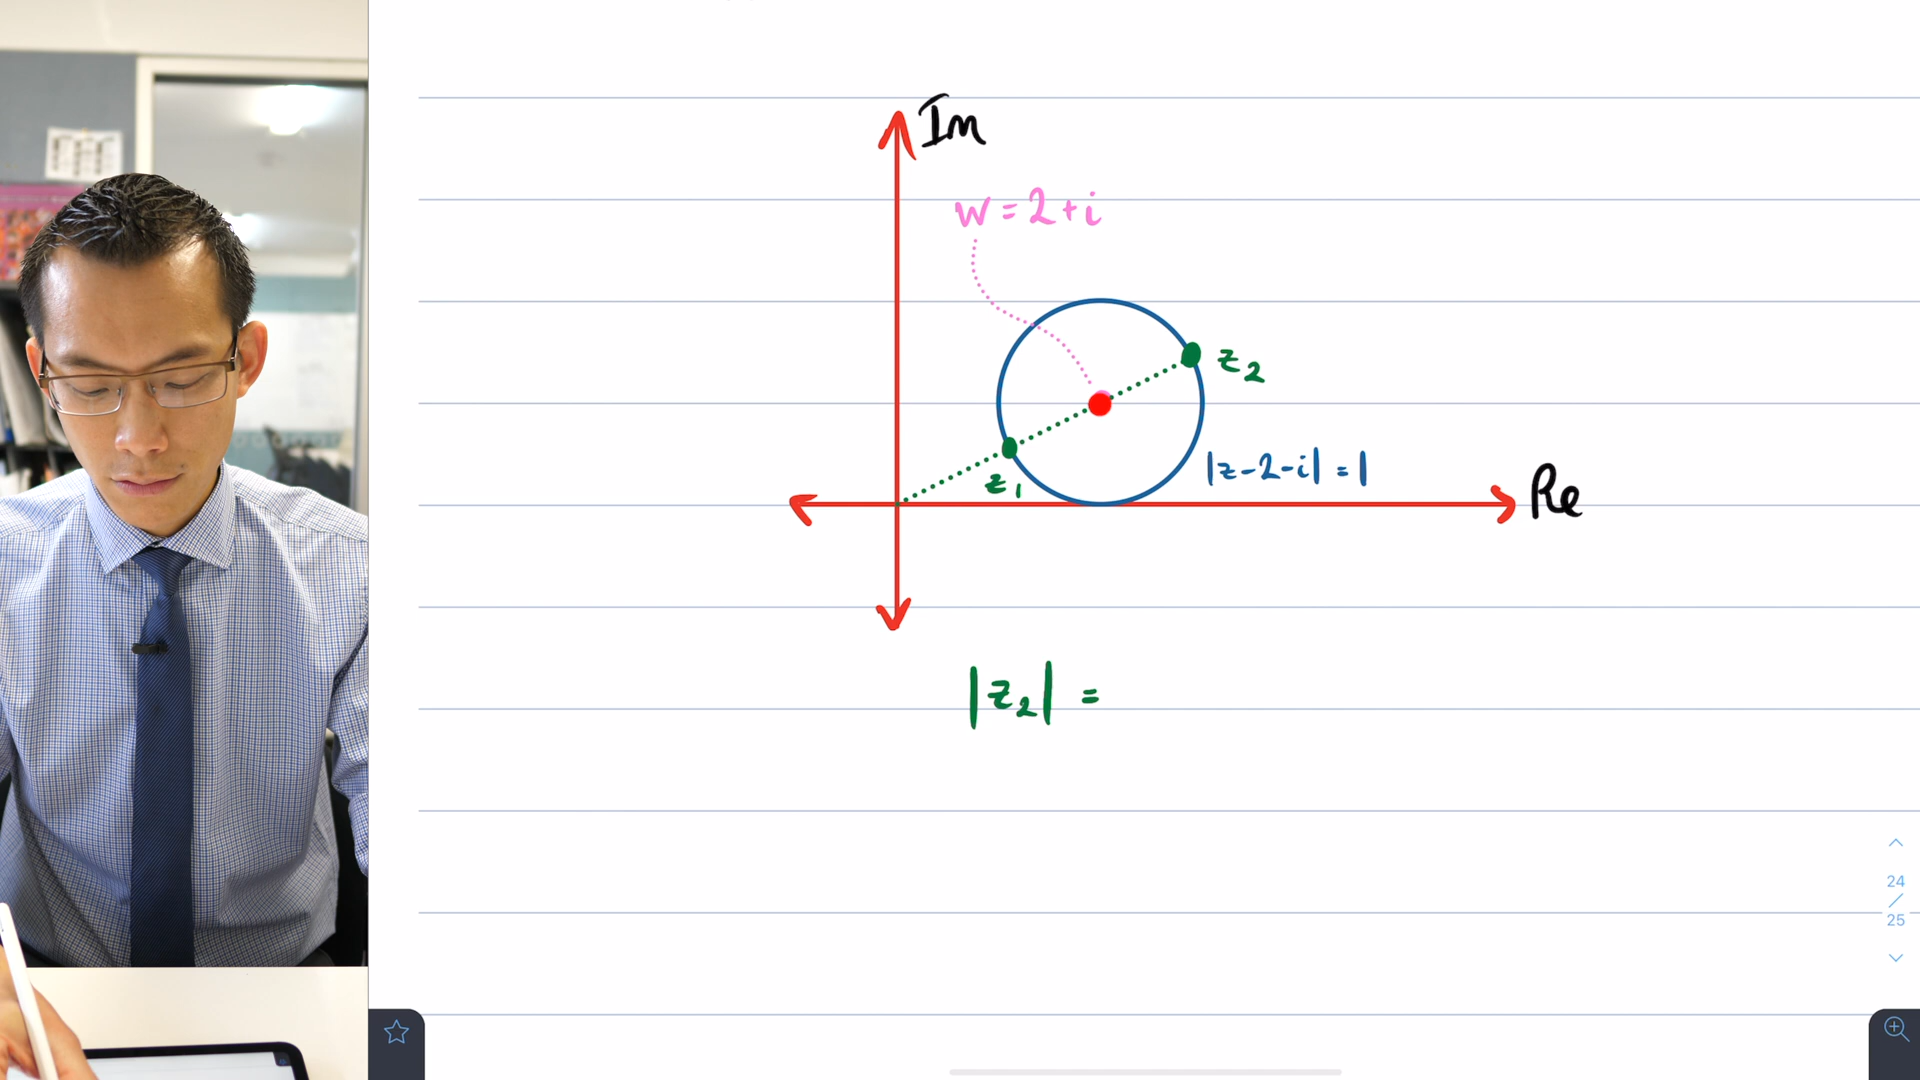 Im
w = 2 + i
z₂
z₁
|z-2-i| = 1
Re
|z₂| =
24
/
25